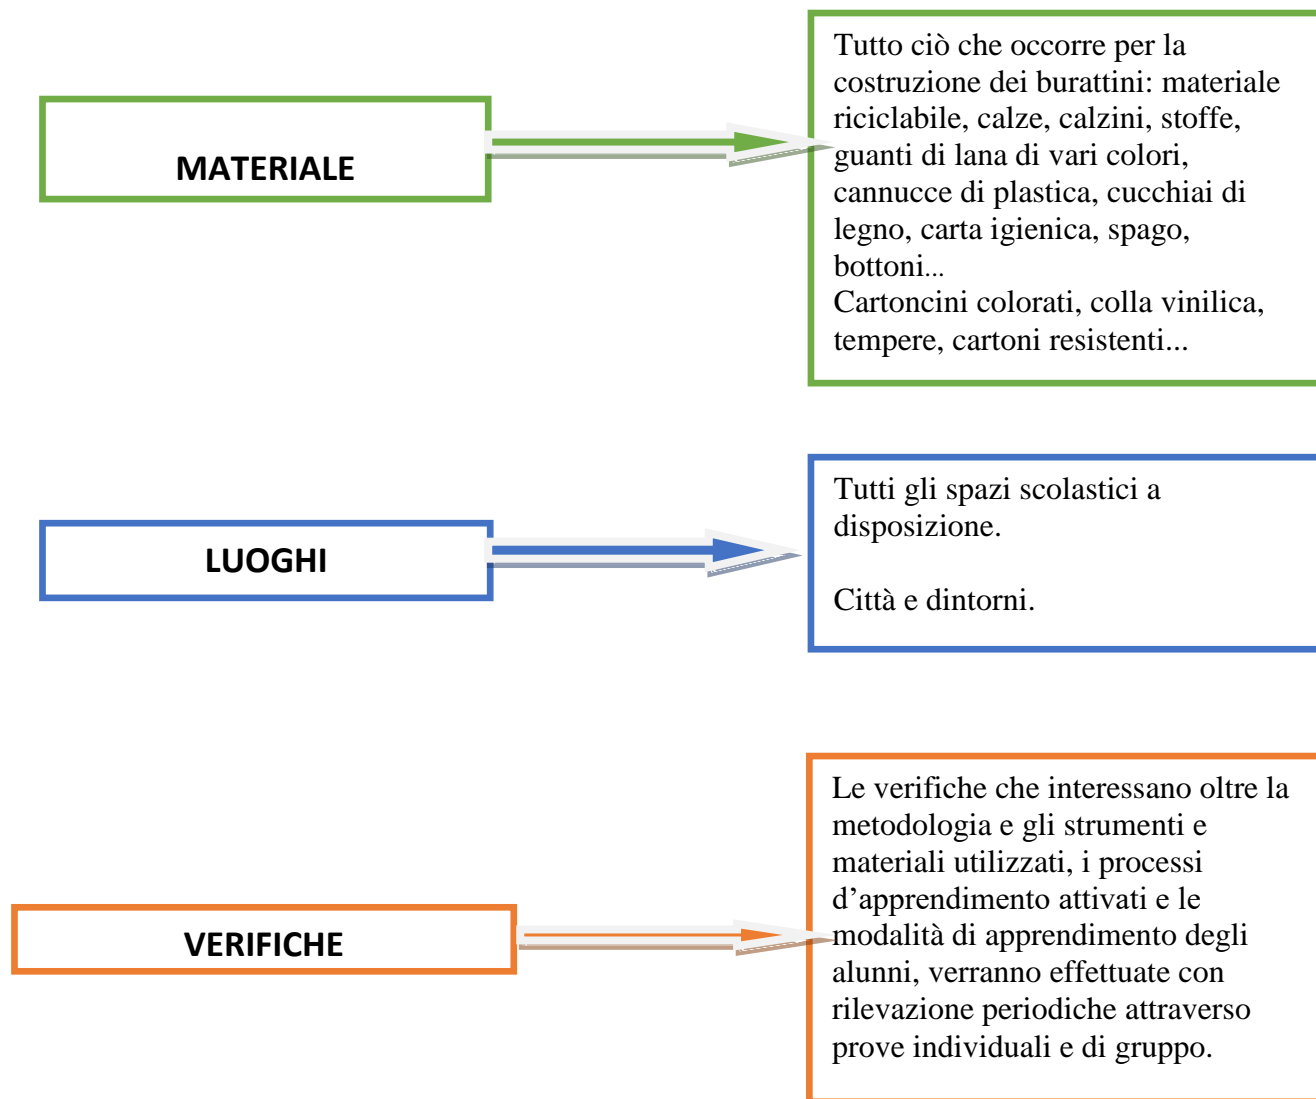 MATERIALE
Tutto ciò che occorre per la
costruzione dei burattini: materiale
riciclabile, calze, calzini, stoffe,
guanti di lana di vari colori,
cannucce di plastica, cucchiai di
legno, carta igienica, spago,
bottoni...
Cartoncini colorati, colla vinilica,
tempere, cartoni resistenti...
LUOGHI
Tutti gli spazi scolastici a
disposizione.
Città e dintorni.
VERIFICHE
Le verifiche che interessano oltre la
metodologia e gli strumenti e
materiali utilizzati, i processi
d’apprendimento attivati e le
modalità di apprendimento degli
alunni, verranno effettuate con
rilevazione periodiche attraverso
prove individuali e di gruppo.